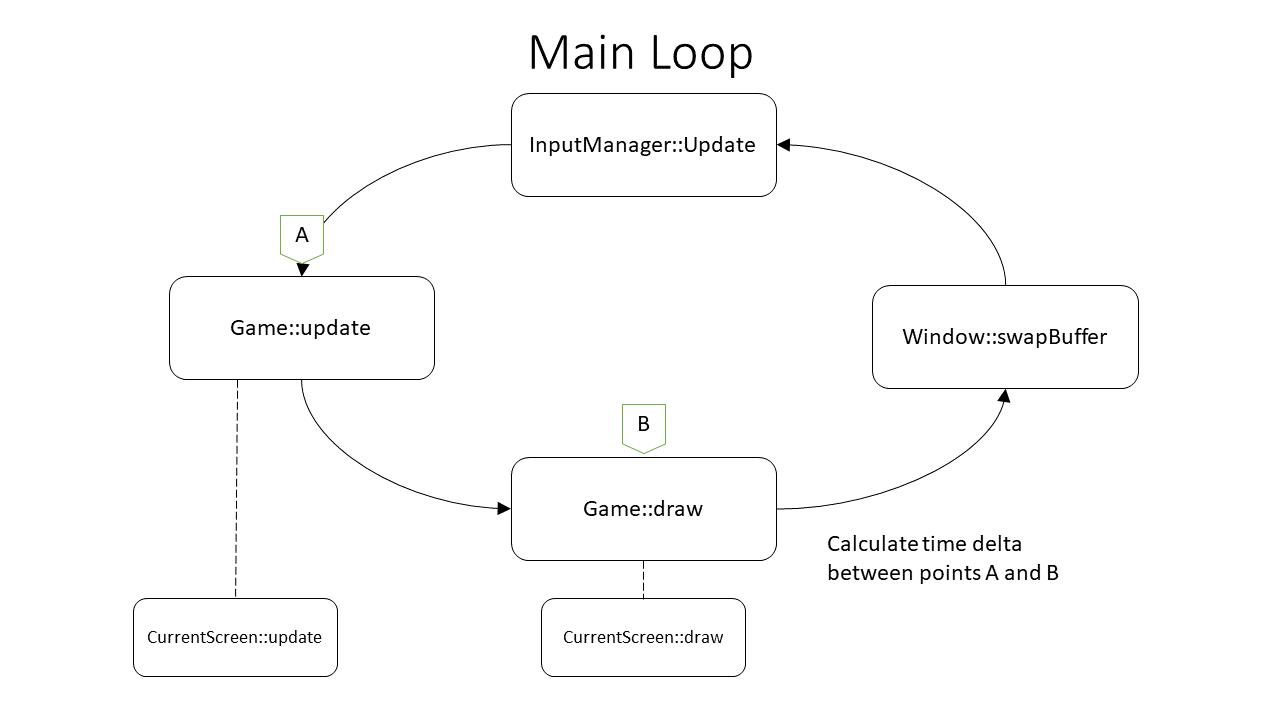 Main Loop
InputManager::Update
A
Game::update
Window::swapBuffer
B
Game::draw
Calculate time delta
between points A and B
CurrentScreen::update
CurrentScreen::draw